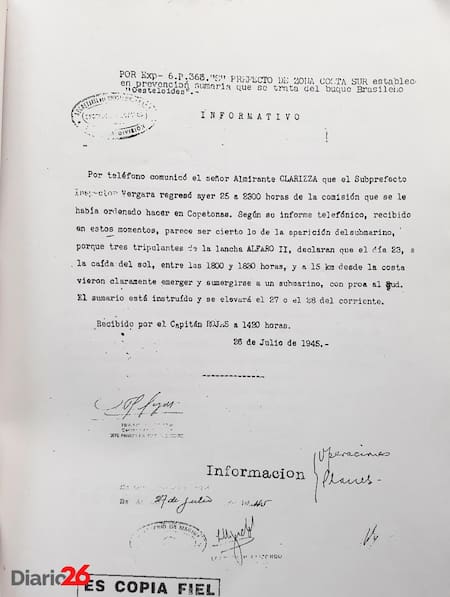 POR Exp- 6.P.368."S" PREFECTO DE ZONA COSTA SUR establec
en prevención sumaria que se trata del buque Brasileño
"Oesteloides".-
INFORMATIVO
Por teléfono comunicó el señor Almirante CLARIZZA que el Subprefecto
Inspector Vergara regresó ayer 25 a 2300 horas de la comisión que se le
había ordenado hacer en Copetonas. Según su informe telefónico, recibido
en estos momentos, parece ser cierto lo de la aparición delsubmarino,
porque tres tripulantes de la lancha ALFARO II, declaran que el día 23, a
la caída del sol, entre los 1800 y 1830 horas, y a 15 km desde la costa
vieron claramente emerger y sumergirse a un submarino, con proa al Sud.
El sumario está instruído y se elevará el 27 o el 28 del corriente.
Recibido por el Capitán ROJAS a 1420 horas.
26 de Julio de 1945.-
Informacion
Operaciones
Planes-
27 de Julio
Diario26
ES COPIA FIEL